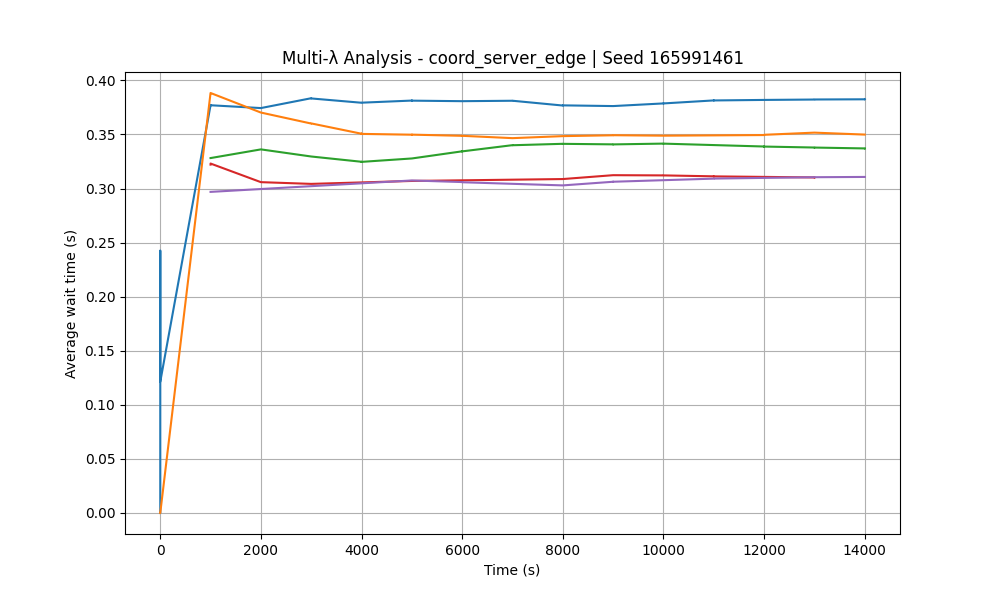 Multi-λ Analysis - coord_server_edge | Seed 165991461
0.40
0.35
0.30
0.25
0.20
0.15
0.10
0.05
0.00
Average wait time (s)
0 2000 4000 6000 8000 10000 12000 14000
Time (s)